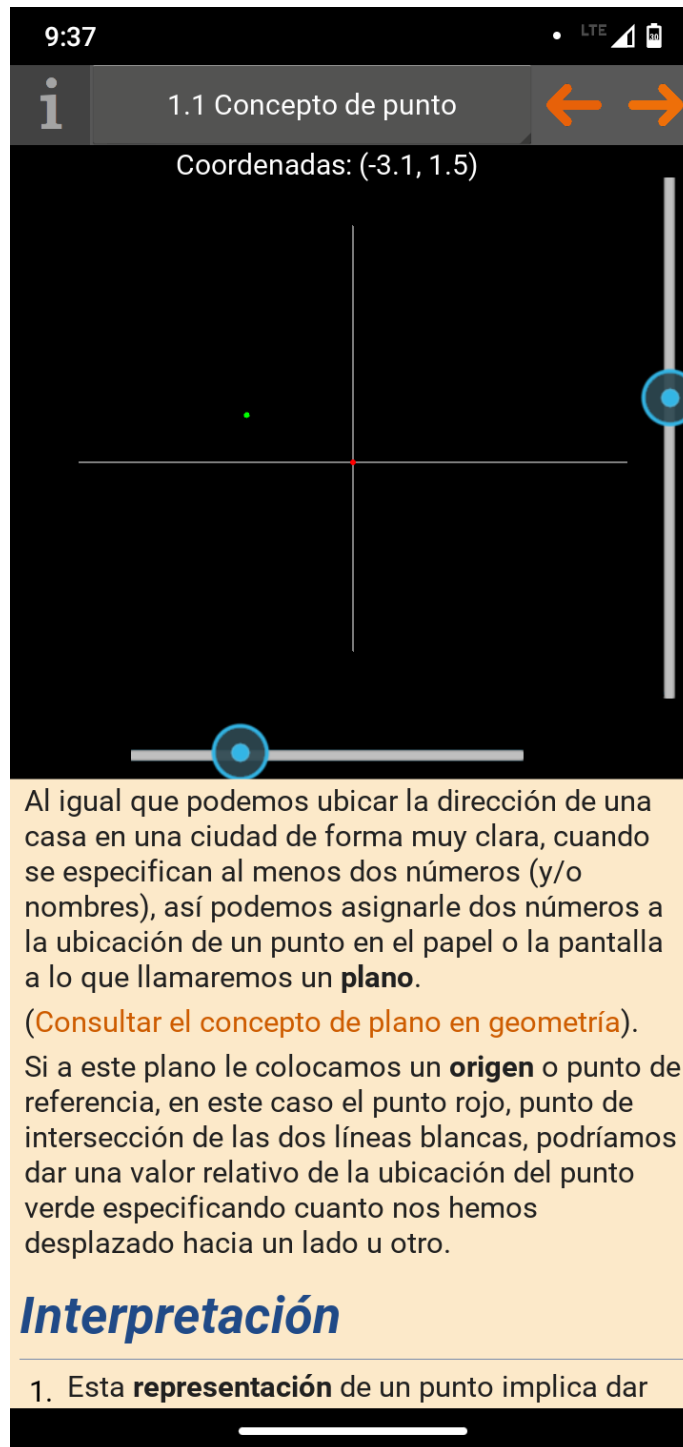 9:37
LTE
30
i
1.1 Concepto de punto
Coordenadas: (-3.1, 1.5)
Al igual que podemos ubicar la dirección de una
casa en una ciudad de forma muy clara, cuando
se especifican al menos dos números (y/o
nombres), así podemos asignarle dos números a
la ubicación de un punto en el papel o la pantalla
a lo que llamaremos un plano.
(Consultar el concepto de plano en geometría).
Si a este plano le colocamos un origen o punto de
referencia, en este caso el punto rojo, punto de
intersección de las dos líneas blancas, podríamos
dar una valor relativo de la ubicación del punto
verde especificando cuanto nos hemos
desplazado hacia un lado u otro.
Interpretación
1. Esta representación de un punto implica dar